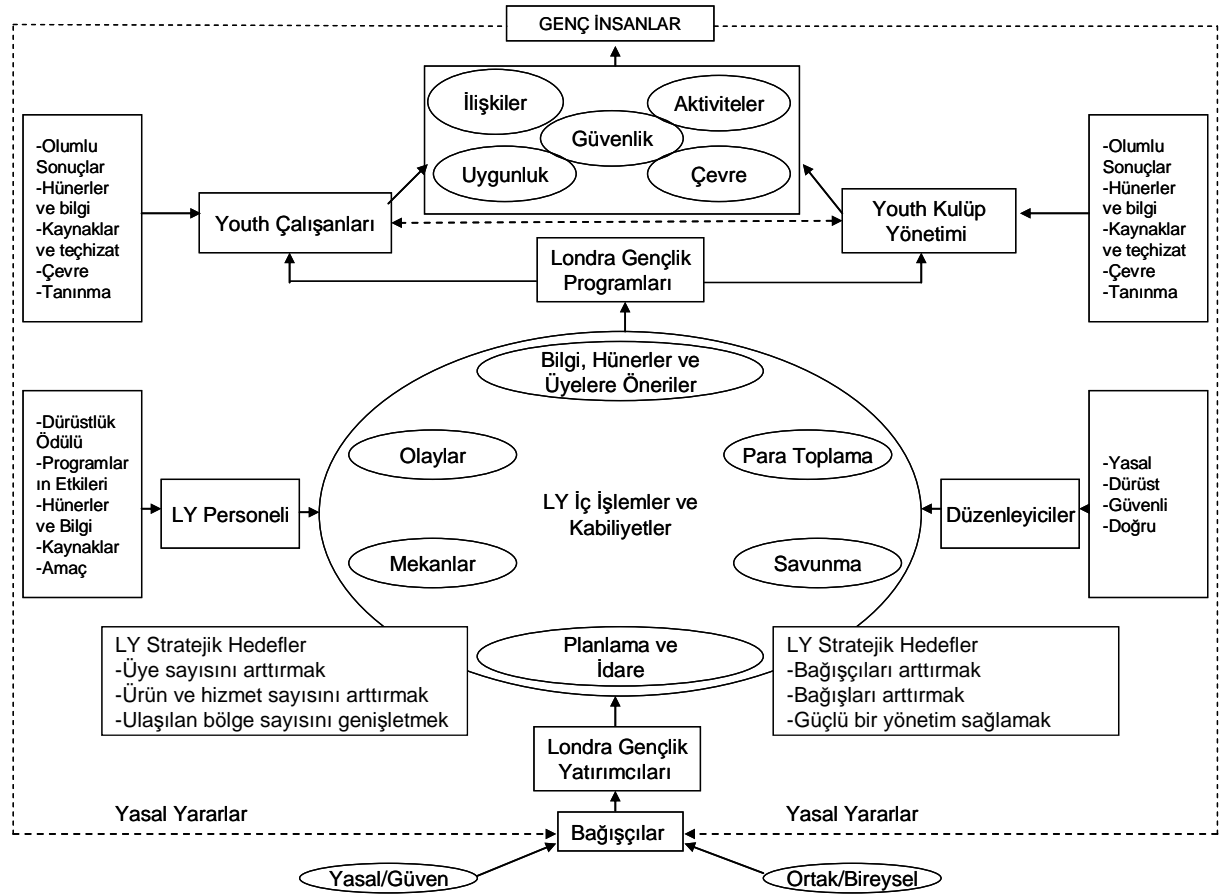 GENÇ İNSANLAR
İlişkiler
Aktiviteler
Güvenlik
Uygunluk
Çevre
-Olumlu
Sonuçlar
-Hünerler
ve bilgi
-Kaynaklar
ve teçhizat
-Çevre
-Tanınma
Youth Çalışanları
Youth Kulüp
Yönetimi
-Olumlu
Sonuçlar
-Hünerler
ve bilgi
-Kaynaklar
ve teçhizat
-Çevre
-Tanınma
Londra Gençlik
Programları
Bilgi, Hünerler ve
Üyelere Öneriler
-Dürüstlük
Ödülü
-Programlar
ın Etkileri
-Hünerler
ve Bilgi
-Kaynaklar
-Amaç
LY Personeli
Olaylar
Para Toplama
LY İç İşlemler ve
Kabiliyetler
Mekanlar
Savunma
Düzenleyiciler
-Yasal
-Dürüst
-Güvenli
-Doğru
Planlama ve
İdare
LY Stratejik Hedefler
-Üye sayısını arttırmak
-Ürün ve hizmet sayısını arttırmak
-Ulaşılan bölge sayısını genişletmek
LY Stratejik Hedefler
-Bağışçıları arttırmak
-Bağışları arttırmak
-Güçlü bir yönetim sağlamak
Londra Gençlik
Yatırımcıları
Yasal Yararlar
Yasal Yararlar
Bağışçılar
Yasal/Güven
Ortak/Bireysel